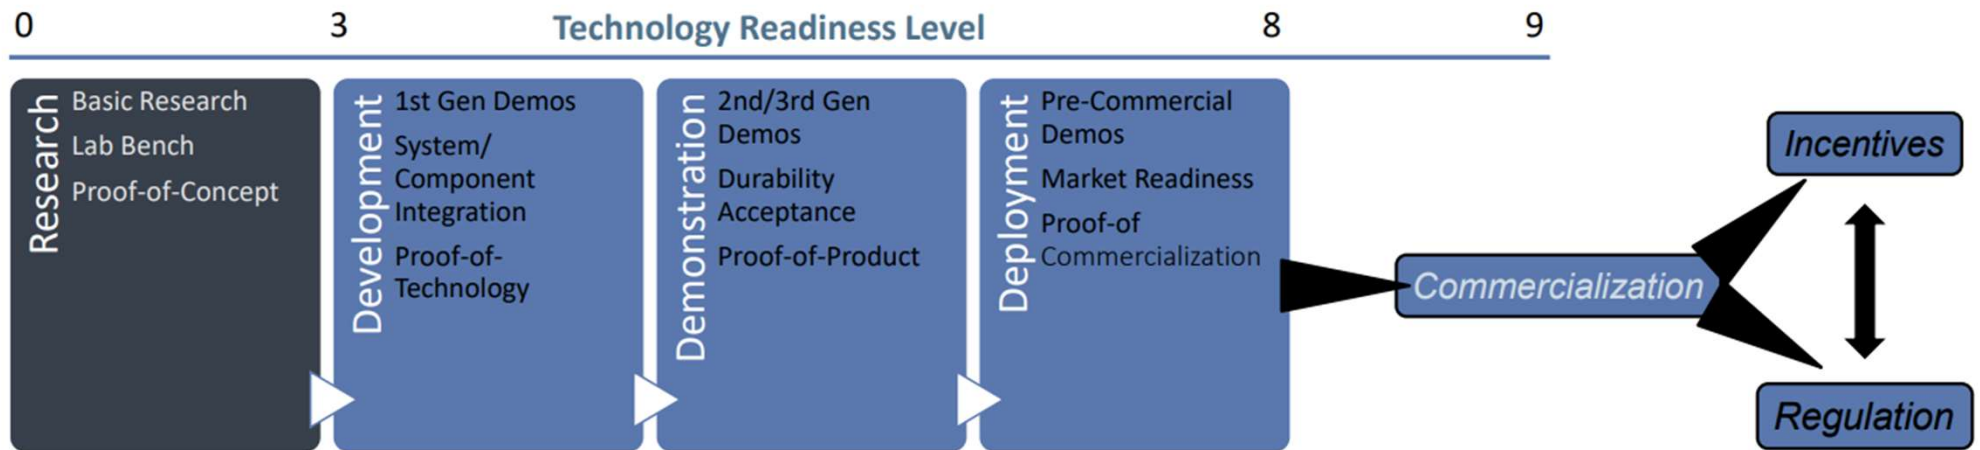 0 3 Technology Readiness Level 8 9
Research
Basic Research
Lab Bench
Proof-of-Concept
Development
1st Gen Demos
System/
Component
Integration
Proof-of-
Technology
Demonstration
2nd/3rd Gen
Demos
Durability
Acceptance
Proof-of-Product
Deployment
Pre-Commercial
Demos
Market Readiness
Proof-of
Commercialization
Commercialization
Incentives
Regulation